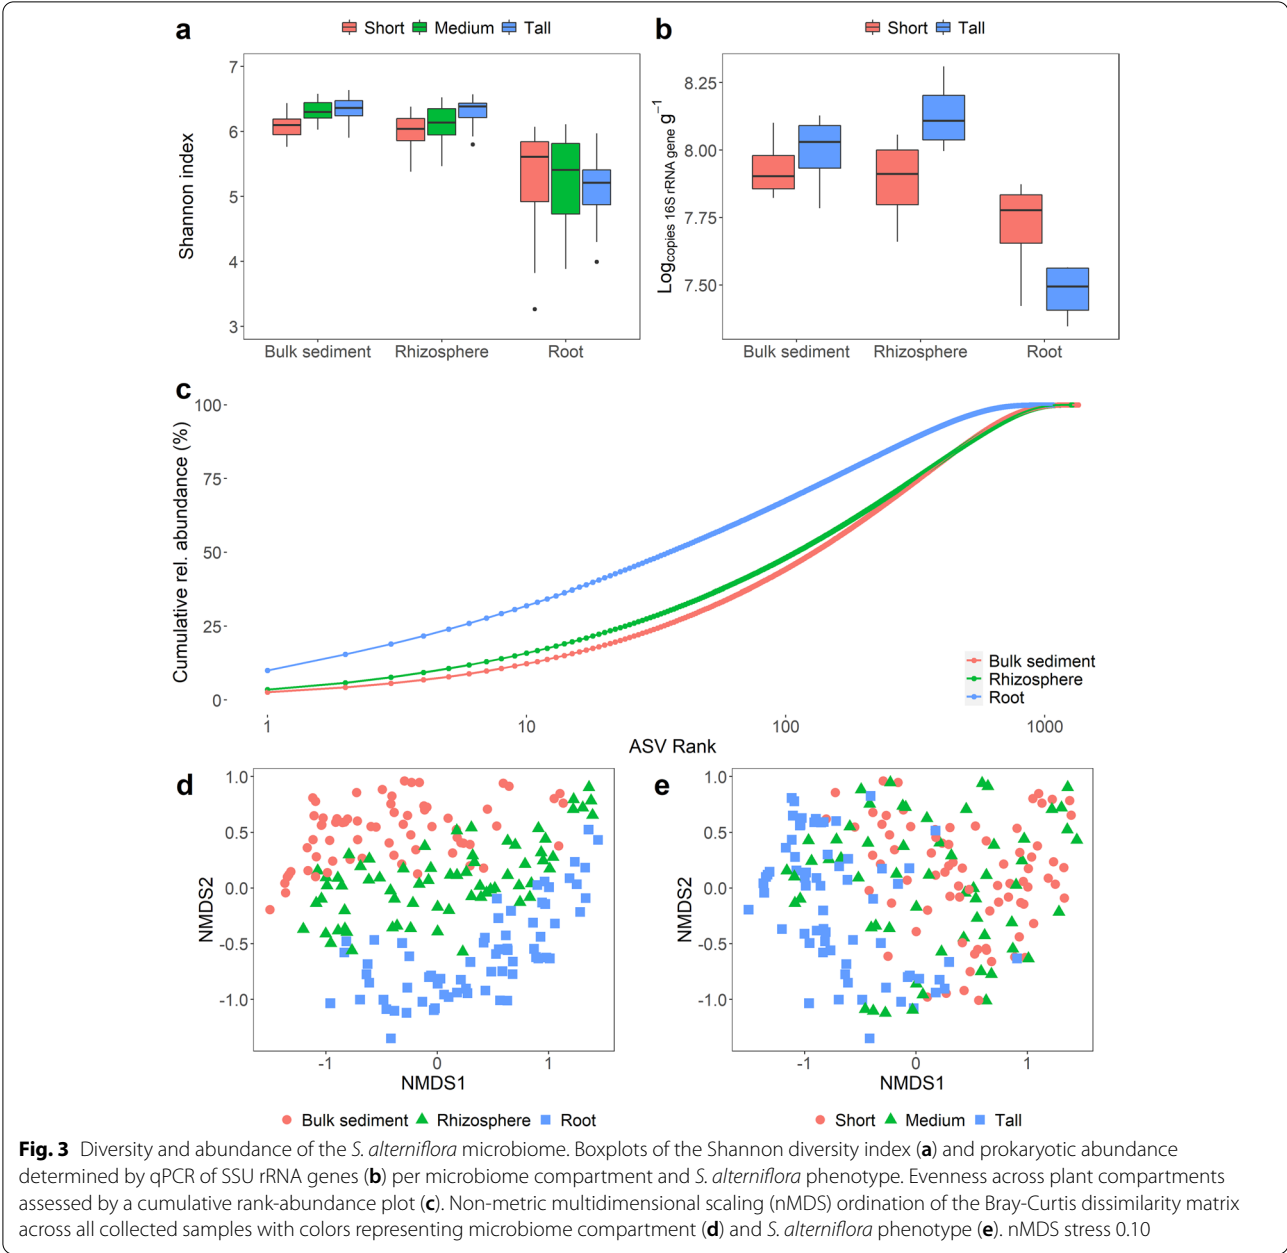 a
Short Medium Tall
Shannon index
7
6
5
4
3
Bulk sediment Rhizosphere Root
b
Short Tall
Log copies 16S rRNA gene g−1
8.25
8.00
7.75
7.50
Bulk sediment Rhizosphere Root
c
Cumulative rel. abundance (%)
100
75
50
25
0
1 10 100 1000
ASV Rank
Bulk sediment
Rhizosphere
Root
d
NMDS2
1.0
0.5
0.0
-0.5
-1.0
-1 0 1
NMDS1
Bulk sediment Rhizosphere Root
e
NMDS2
1.0
0.5
0.0
-0.5
-1.0
-1 0 1
NMDS1
Short Medium Tall
Fig. 3 Diversity and abundance of the S. alterniflora microbiome. Boxplots of the Shannon diversity index (a) and prokaryotic abundance
determined by qPCR of SSU rRNA genes (b) per microbiome compartment and S. alterniflora phenotype. Evenness across plant compartments
assessed by a cumulative rank-abundance plot (c). Non-metric multidimensional scaling (nMDS) ordination of the Bray-Curtis dissimilarity matrix
across all collected samples with colors representing microbiome compartment (d) and S. alterniflora phenotype (e). nMDS stress 0.10